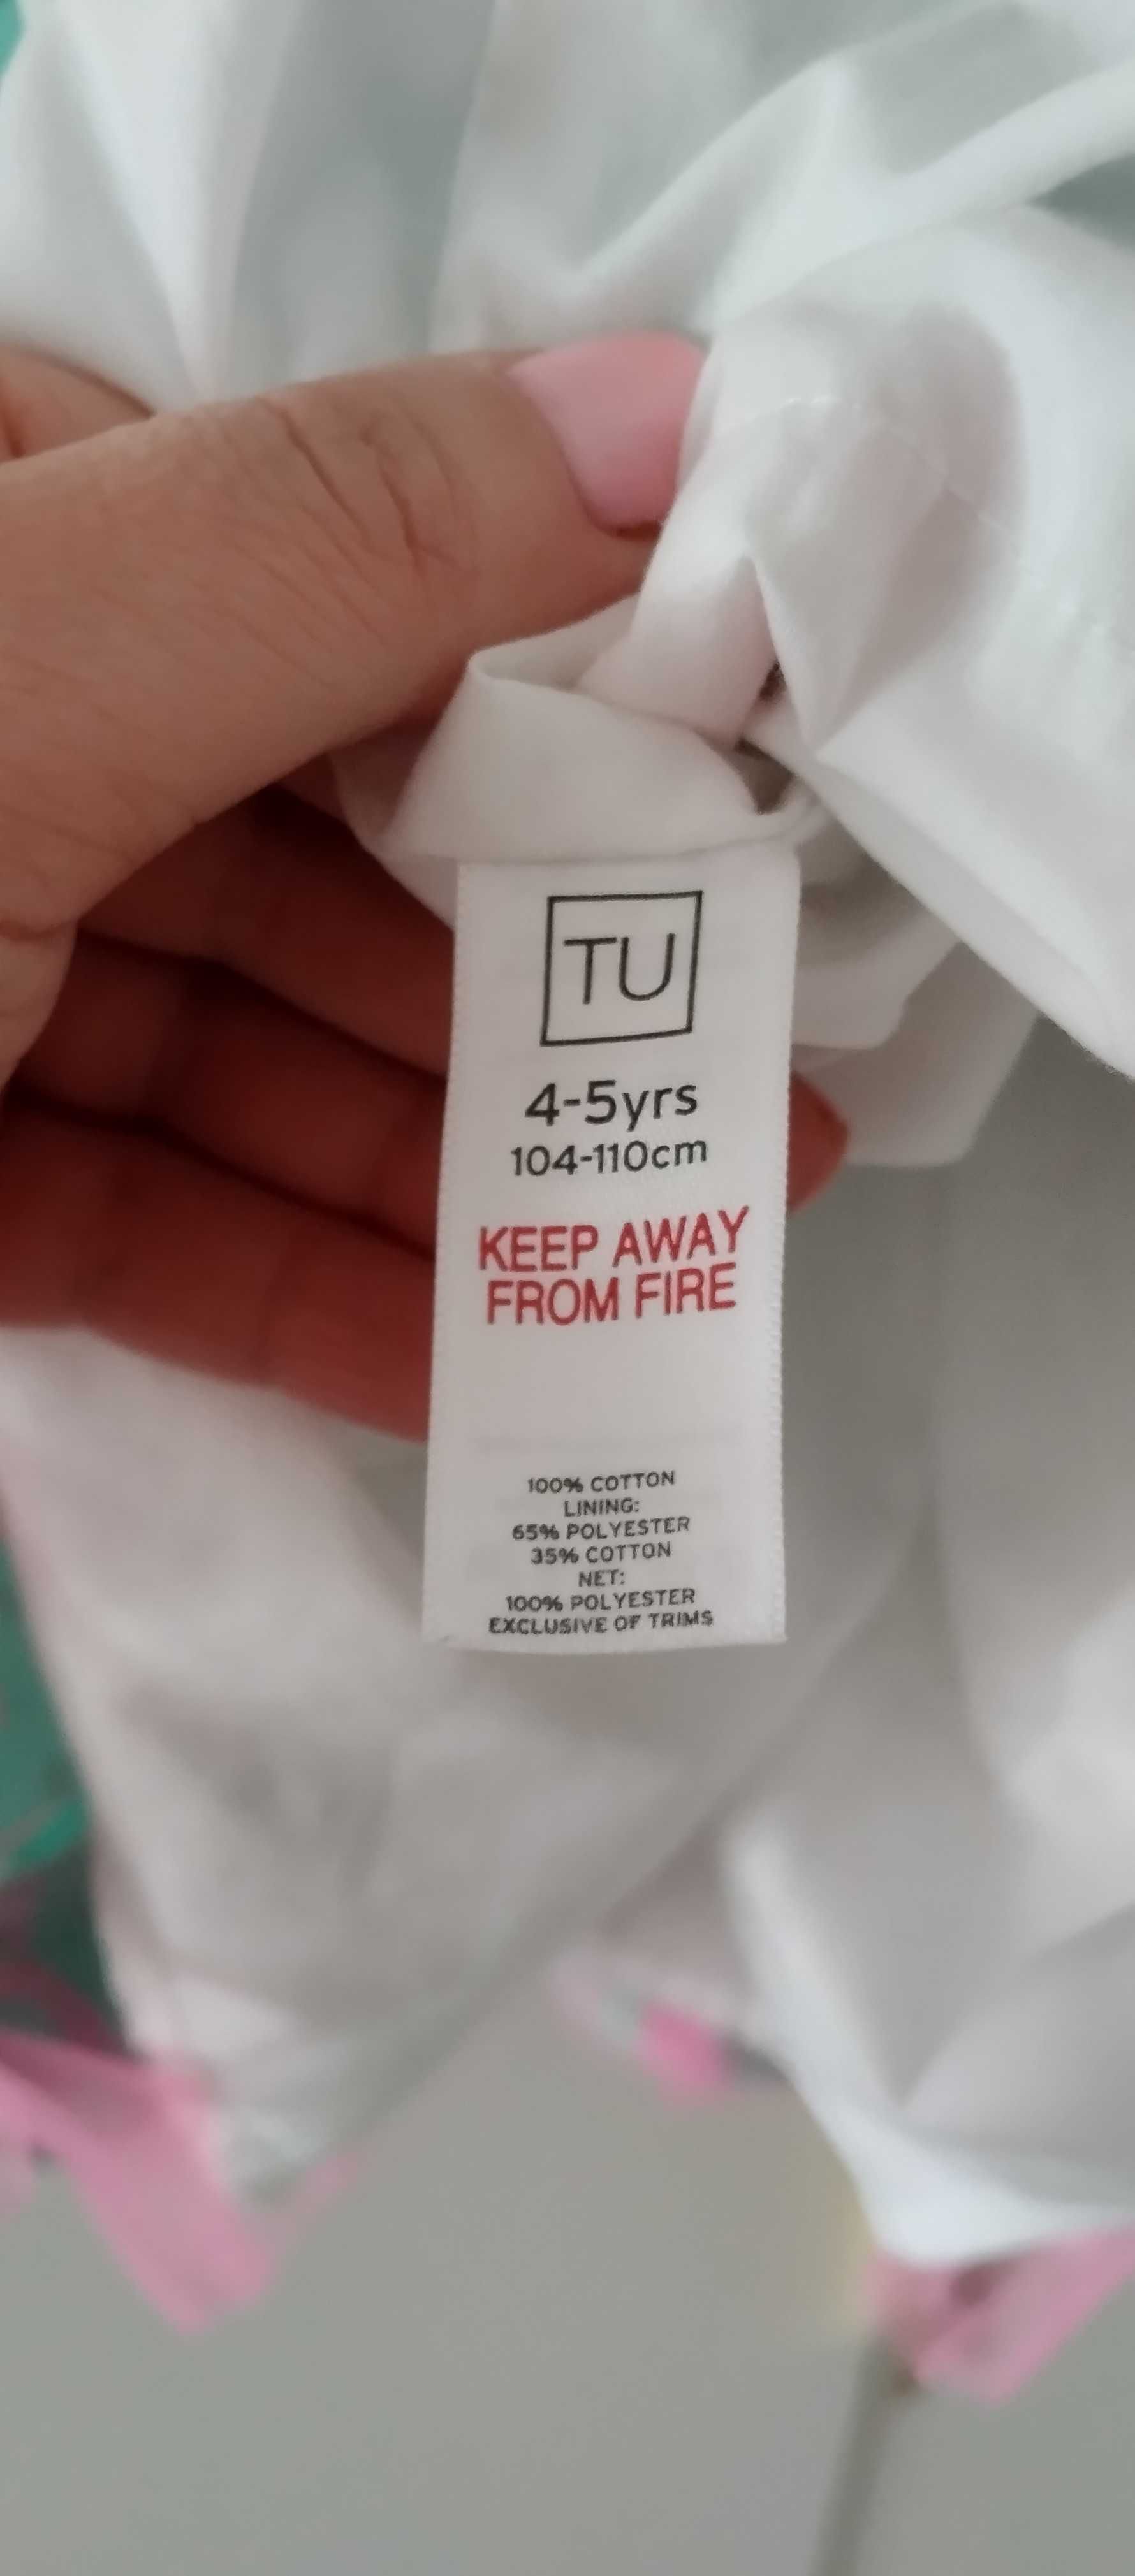 TU
4-5yrs
104-110cm
KEEP AWAY
FROM FIRE
100% COTTON
LINING:
65% POLYESTER
35% COTTON
NET:
100% POLYESTER
EXCLUSIVE OF TRIMS